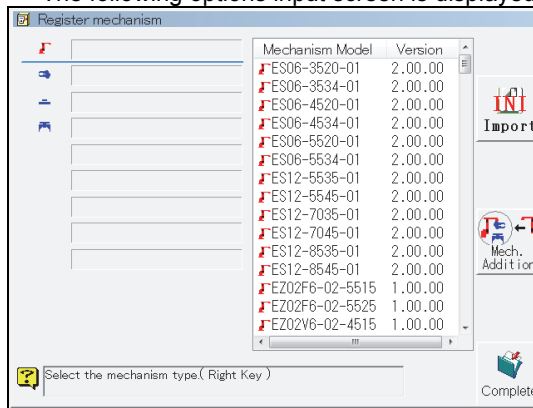 The following options input screen is displayed
Register mechanism
Mechanism Model Version
ES06-3520-01 2.00.00
ES06-3534-01 2.00.00
ES06-4520-01 2.00.00
ES06-4534-01 2.00.00
ES06-5520-01 2.00.00
ES06-5534-01 2.00.00
ES12-5535-01 2.00.00
ES12-5545-01 2.00.00
ES12-7035-01 2.00.00
ES12-7045-01 2.00.00
ES12-8535-01 2.00.00
ES12-8545-01 2.00.00
EZ02F6-02-5515 1.00.00
EZ02F6-02-5525 1.00.00
EZ02V6-02-4515 1.00.00
INI
Import
Mech.
Addition
Select the mechanism type.( Right Key )
Complete